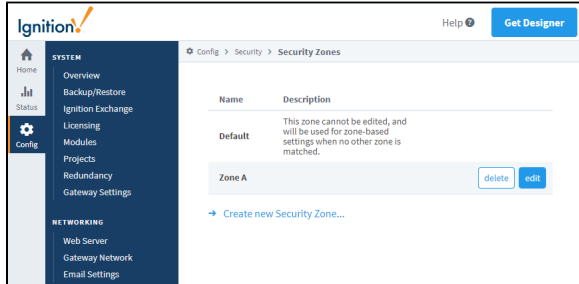 Ignition!
Help ?
Get Designer
Home
Status
Config
SYSTEM
Overview
Backup/Restore
Ignition Exchange
Licensing
Modules
Projects
Redundancy
Gateway Settings
NETWORKING
Web Server
Gateway Network
Email Settings
Config > Security > Security Zones
Name Description
Default
This zone cannot be edited, and
will be used for zone-based
settings when no other zone is
matched.
Zone A
delete edit
→ Create new Security Zone...